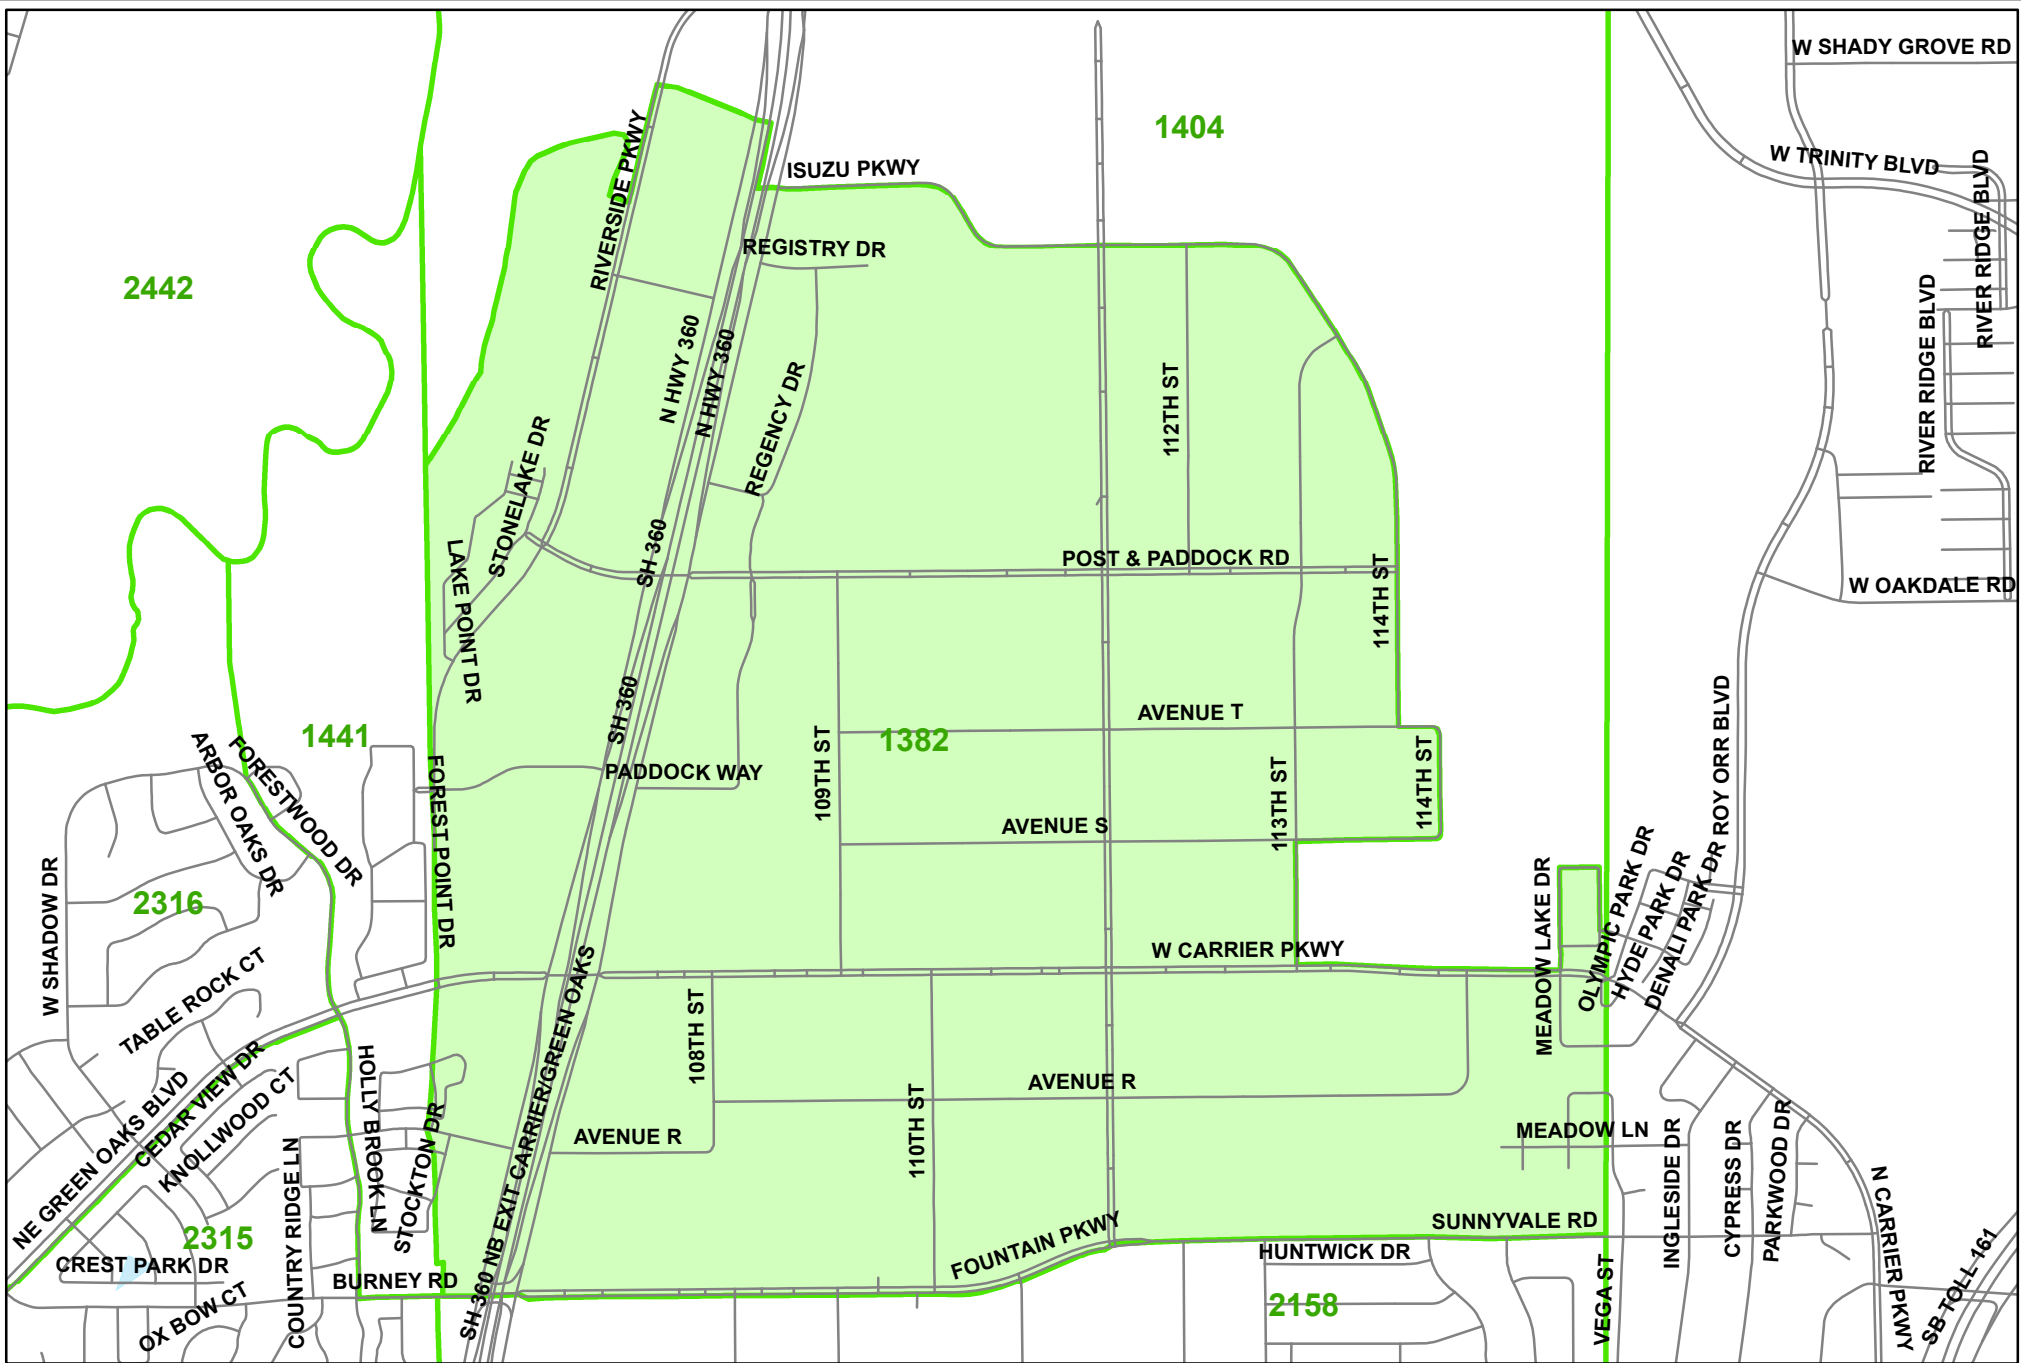 W SHADY GROVE RD
1404
W TRINITY BLVD
RIVERSIDE PKWY
ISUZU PKWY
RIVER RIDGE BLVD
REGISTRY DR
2442
RIVER RIDGE BLVD
N HWY 360
N HWY 360
REGENCY DR
112TH ST
STONELAKE DR
SH 360
POST & PADDOCK RD
LAKE POINT DR
114TH ST
W OAKDALE RD
SH 360
AVENUE T
1441
1382
ARBOR OAKS DR
FORESTWOOD DR
FOREST POINT DR
PADDOCK WAY
109TH ST
113TH ST
114TH ST
ROY ORR BLVD
AVENUE S
2316
W SHADOW DR
MEADOW LAKE DR
OLYMPIC PARK DR
HYDE PARK DR
DENALI PARK DR
W CARRIER PKWY
TABLE ROCK CT
108TH ST
NE GREEN OAKS BLVD
CEDAR VIEW DR
KNOLLWOOD CT
HOLLY BROOK LN
STOCKTON DR
SH 360 NB EXIT CARRIER/GREEN OAKS
AVENUE R
AVENUE R
110TH ST
MEADOW LN
INGLESIDE DR
CYPRESS DR
PARKWOOD DR
COUNTRY RIDGE LN
2315
SUNNYVALE RD
FOUNTAIN PKWY
HUNTWICK DR
CREST PARK DR
BURNEY RD
OX BOW CT
2158
VEGA ST
N CARRIER PKWY
SB TOLL 161